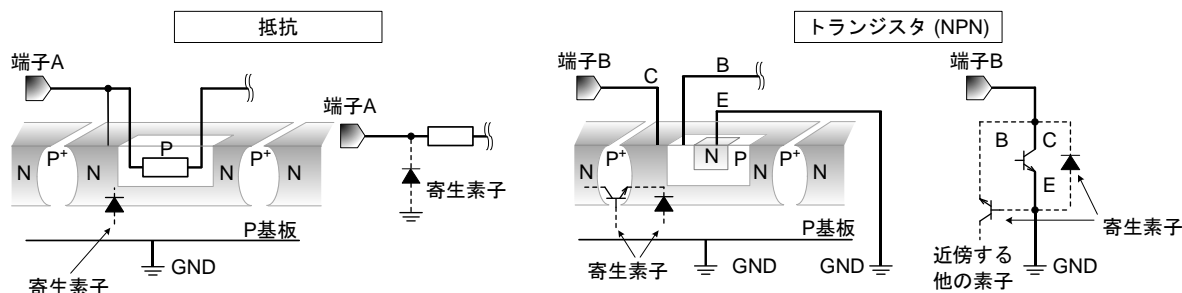 抵抗
端子A
P
N
P+
N
N
P+
N
P基板
GND
寄生素子
端子A
寄生素子
トランジスタ (NPN)
端子B
C
B
E
N
P+
N
N
P
N
P+
N
P基板
寄生素子
GND
GND
端子B
B
C
E
寄生素子
近傍する
他の素子
GND